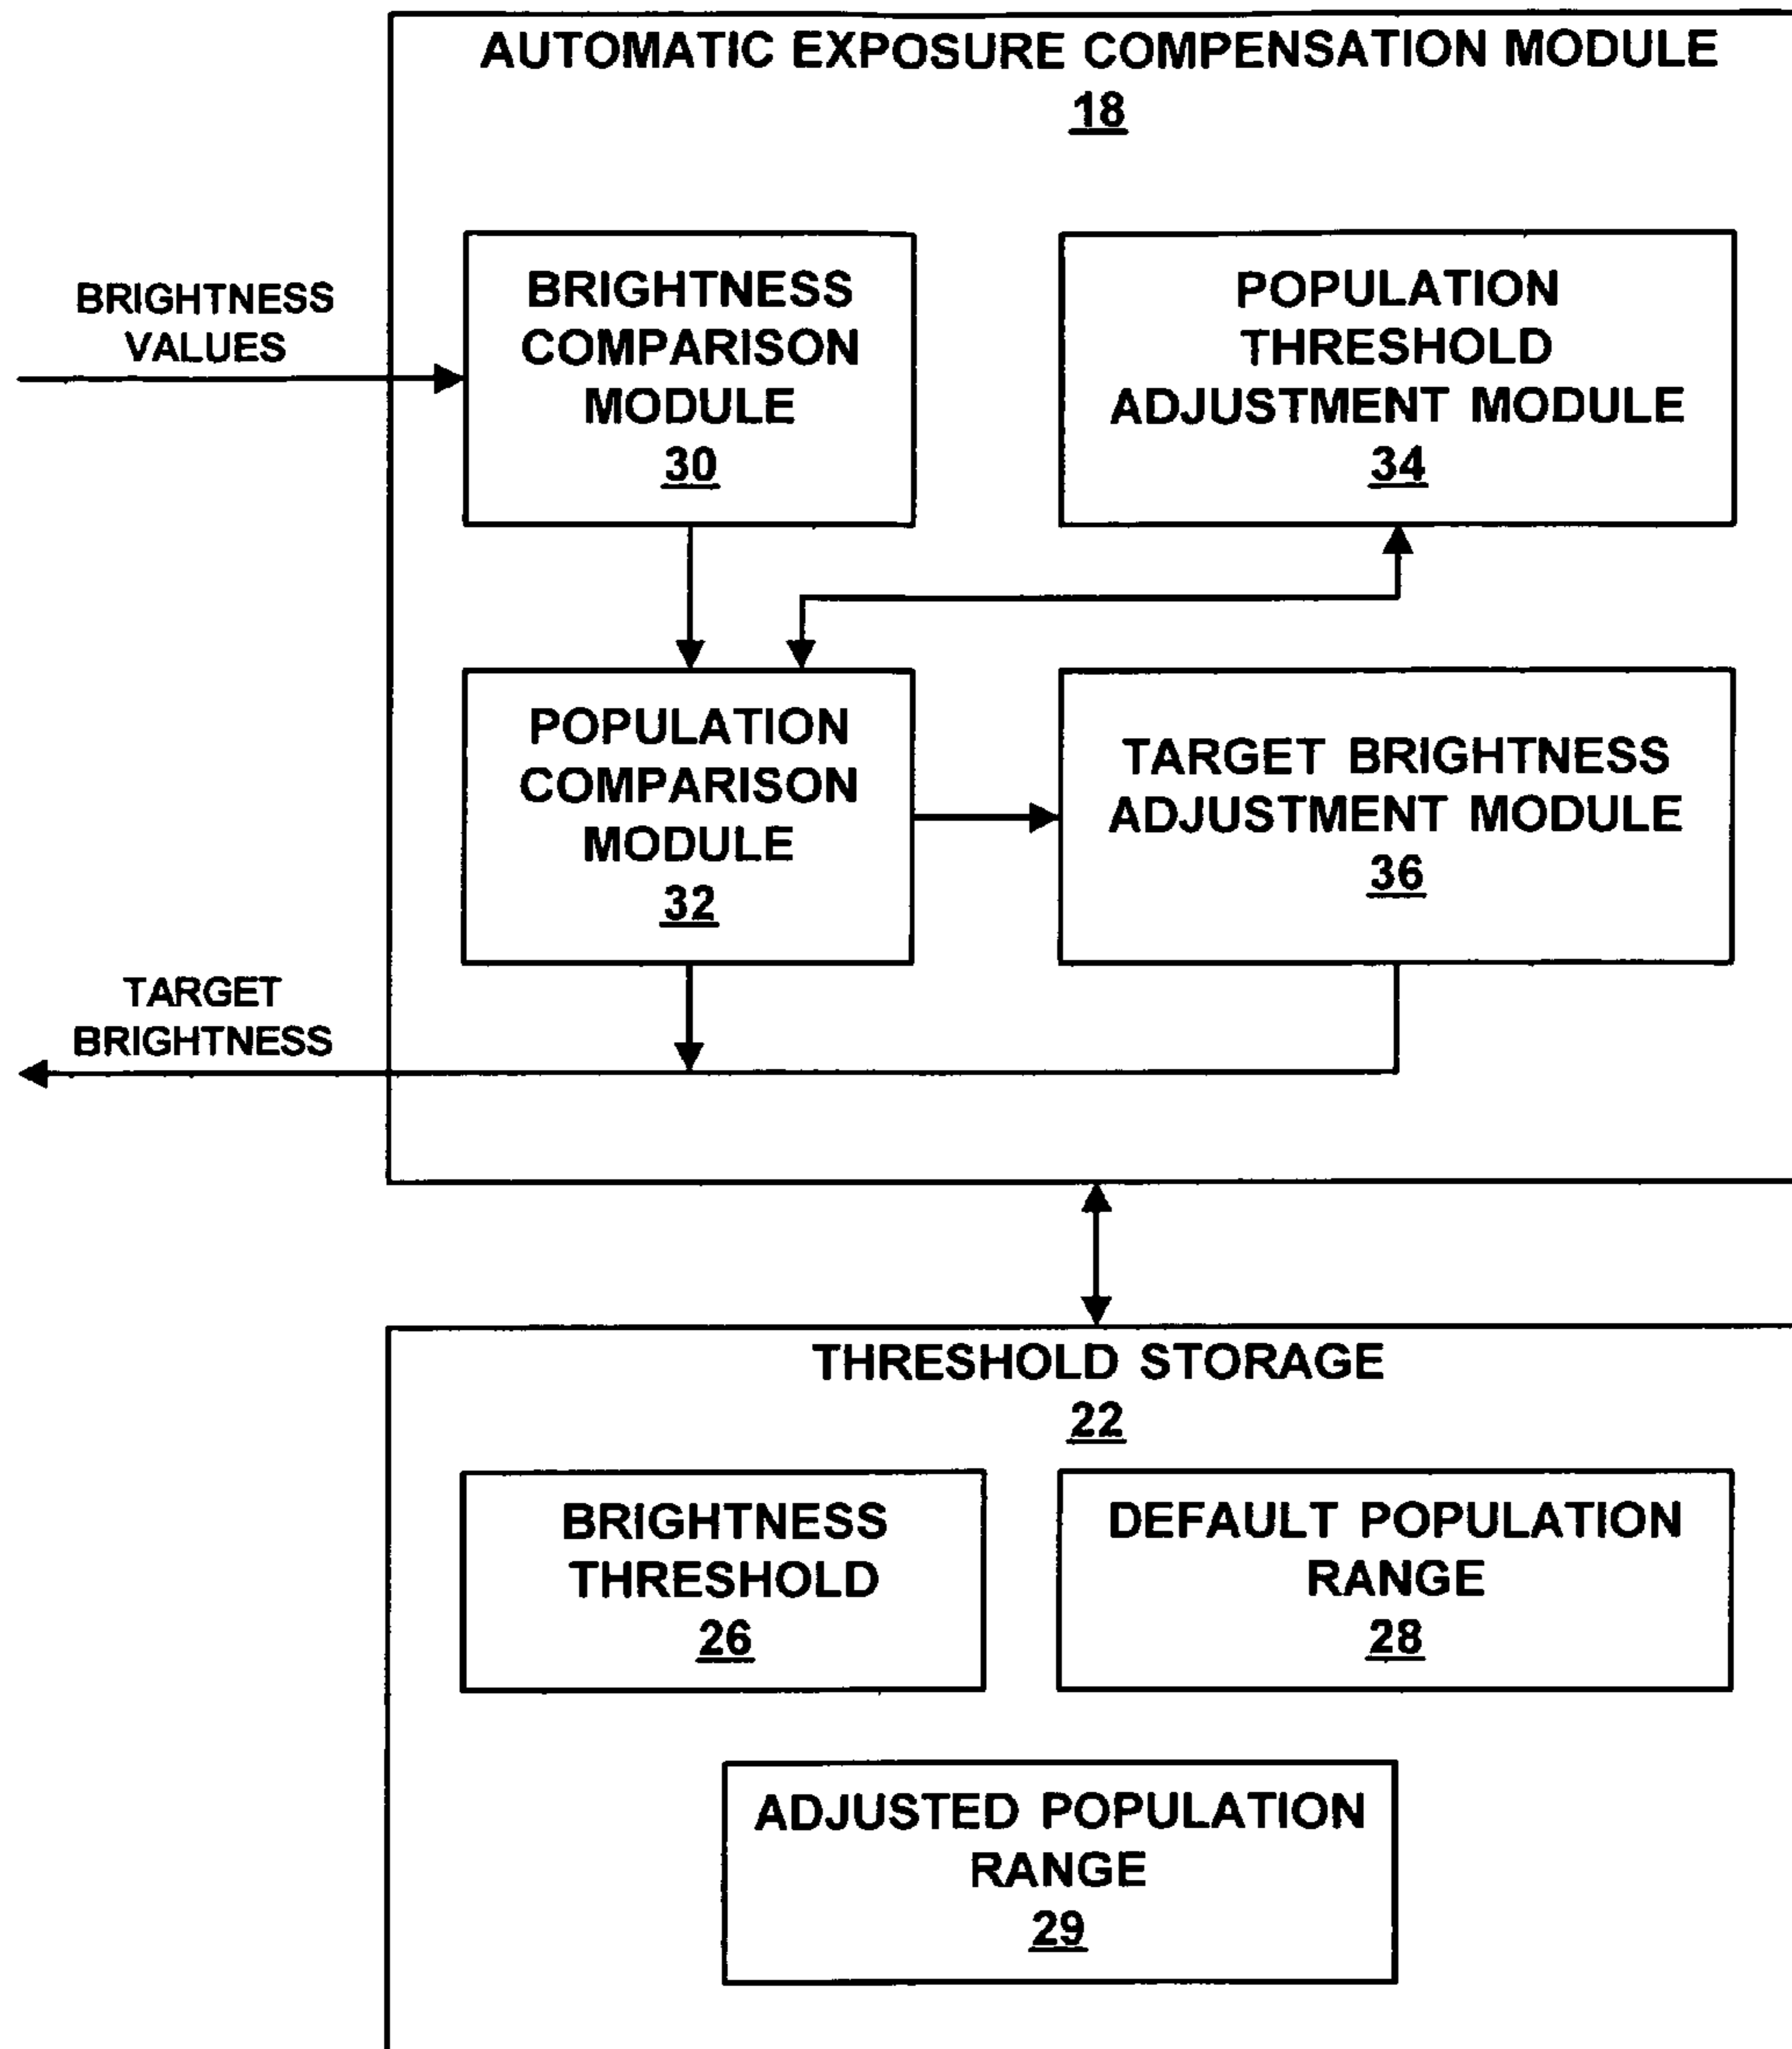 AUTOMATIC EXPOSURE COMPENSATION MODULE
18
BRIGHTNESS
VALUES
BRIGHTNESS
COMPARISON
MODULE
30
POPULATION
THRESHOLD
ADJUSTMENT MODULE
34
POPULATION
COMPARISON
MODULE
32
TARGET BRIGHTNESS
ADJUSTMENT MODULE
36
TARGET
BRIGHTNESS
THRESHOLD STORAGE
22
BRIGHTNESS
THRESHOLD
26
DEFAULT POPULATION
RANGE
28
ADJUSTED POPULATION
RANGE
29